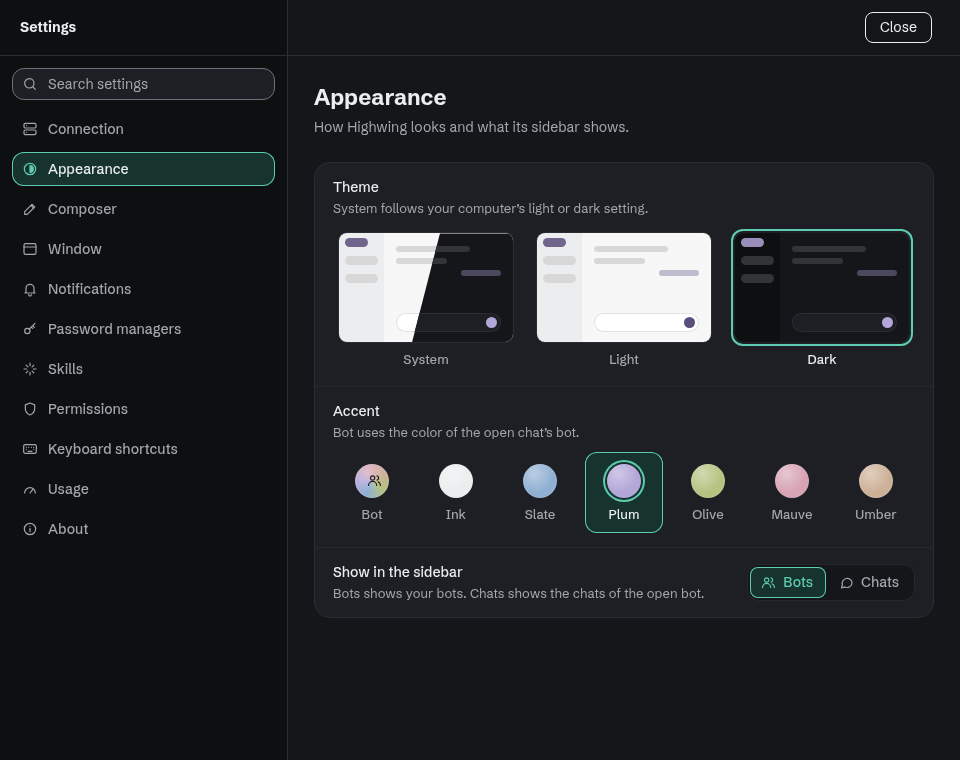 Settings
Close
Search settings
Connection
Appearance
Composer
Window
Notifications
Password managers
Skills
Permissions
Keyboard shortcuts
Usage
About
Appearance
How Highwing looks and what its sidebar shows.
Theme
System follows your computer's light or dark setting.
System
Light
Dark
Accent
Bot uses the color of the open chat's bot.
Bot
Ink
Slate
Plum
Olive
Mauve
Umber
Show in the sidebar
Bots shows your bots. Chats shows the chats of the open bot.
Bots
Chats